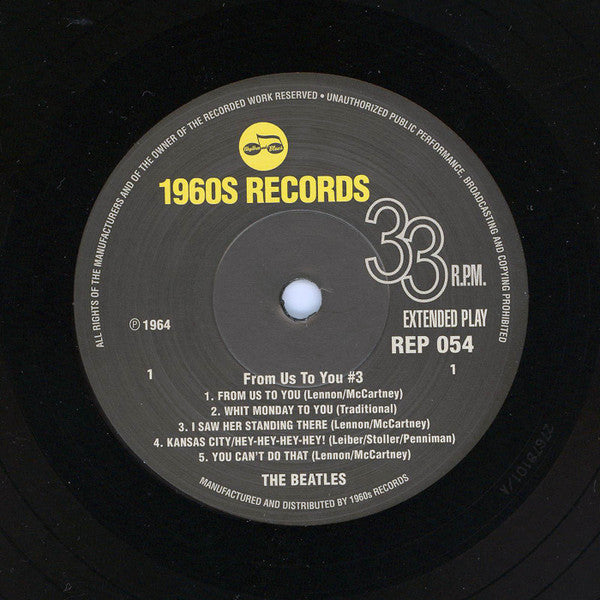 ALL RIGHTS OF THE MANUFACTURERS AND OF THE OWNER OF THE RECORDED WORK RESERVED • UNAUTHORIZED PUBLIC PERFORMANCE, BROADCASTING AND COPYING PROHIBITED
Rhythm and Blues
1960S RECORDS
33 R.P.M.
EXTENDED PLAY
REP 054
℗ 1964
1
1
From Us To You #3
1. FROM US TO YOU (Lennon/McCartney)
2. WHIT MONDAY TO YOU (Traditional)
3. I SAW HER STANDING THERE (Lennon/McCartney)
4. KANSAS CITY/HEY-HEY-HEY-HEY! (Leiber/Stoller/Penniman)
5. YOU CAN'T DO THAT (Lennon/McCartney)
THE BEATLES
MANUFACTURED AND DISTRIBUTED BY 1960s RECORDS